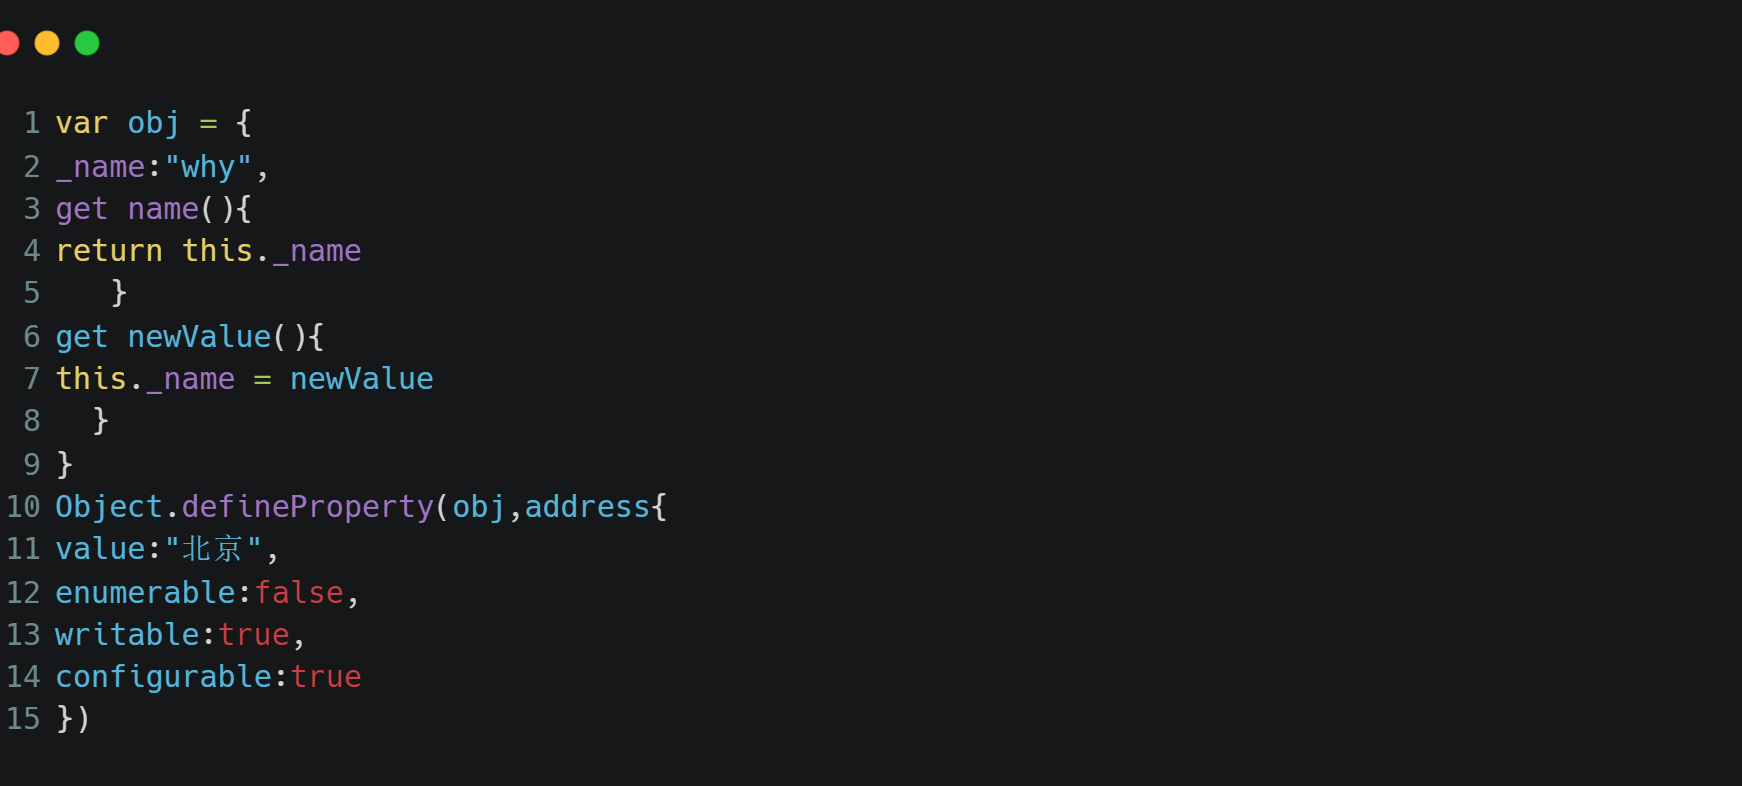 1 var obj = {
2 _name:"why",
3 get name(){
4 return this._name
5    }
6 get newValue(){
7 this._name = newValue
8   }
9 }
10 Object.defineProperty(obj,address{
11 value:"北京",
12 enumerable:false,
13 writable:true,
14 configurable:true
15 })